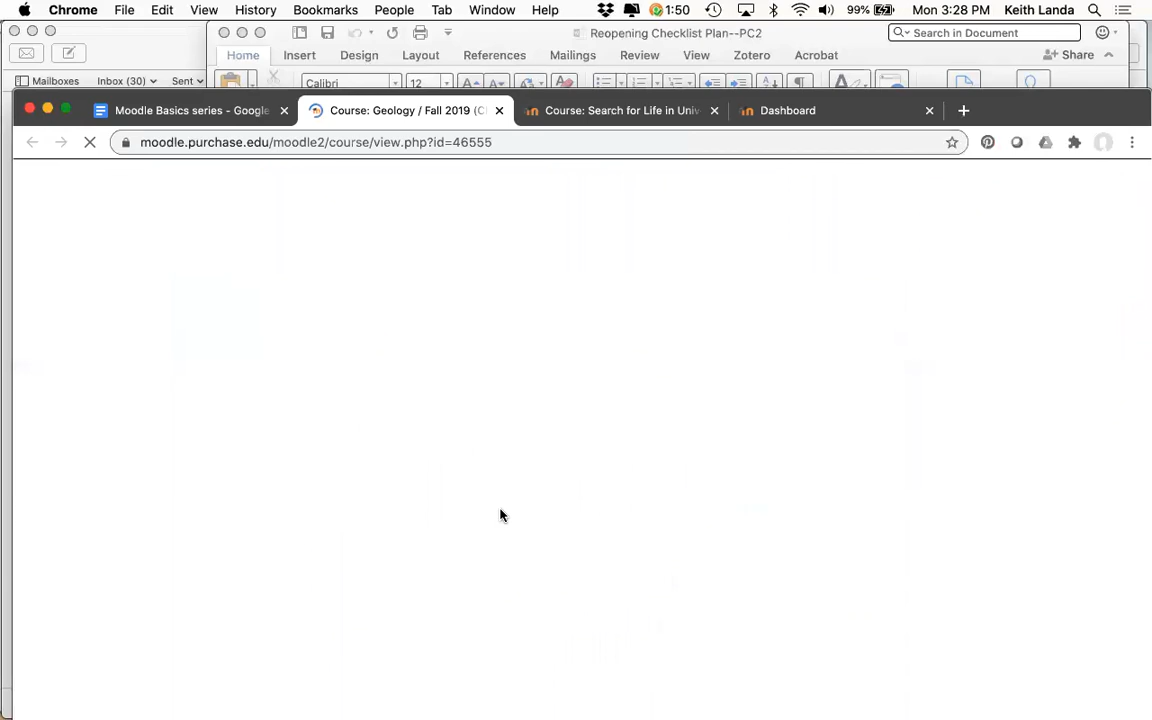 Chrome File Edit View History Bookmarks People Tab Window Help 1:50 99% Mon 3:28 PM Keith Landa
Reopening Checklist Plan--PC2 Search in Document
Home Insert Design Layout References Mailings Review View Zotero Acrobat Share
Mailboxes Inbox (30) Sent Calibri 12
Moodle Basics series - Google Course: Geology / Fall 2019 (C Course: Search for Life in Univ Dashboard
moodle.purchase.edu/moodle2/course/view.php?id=46555